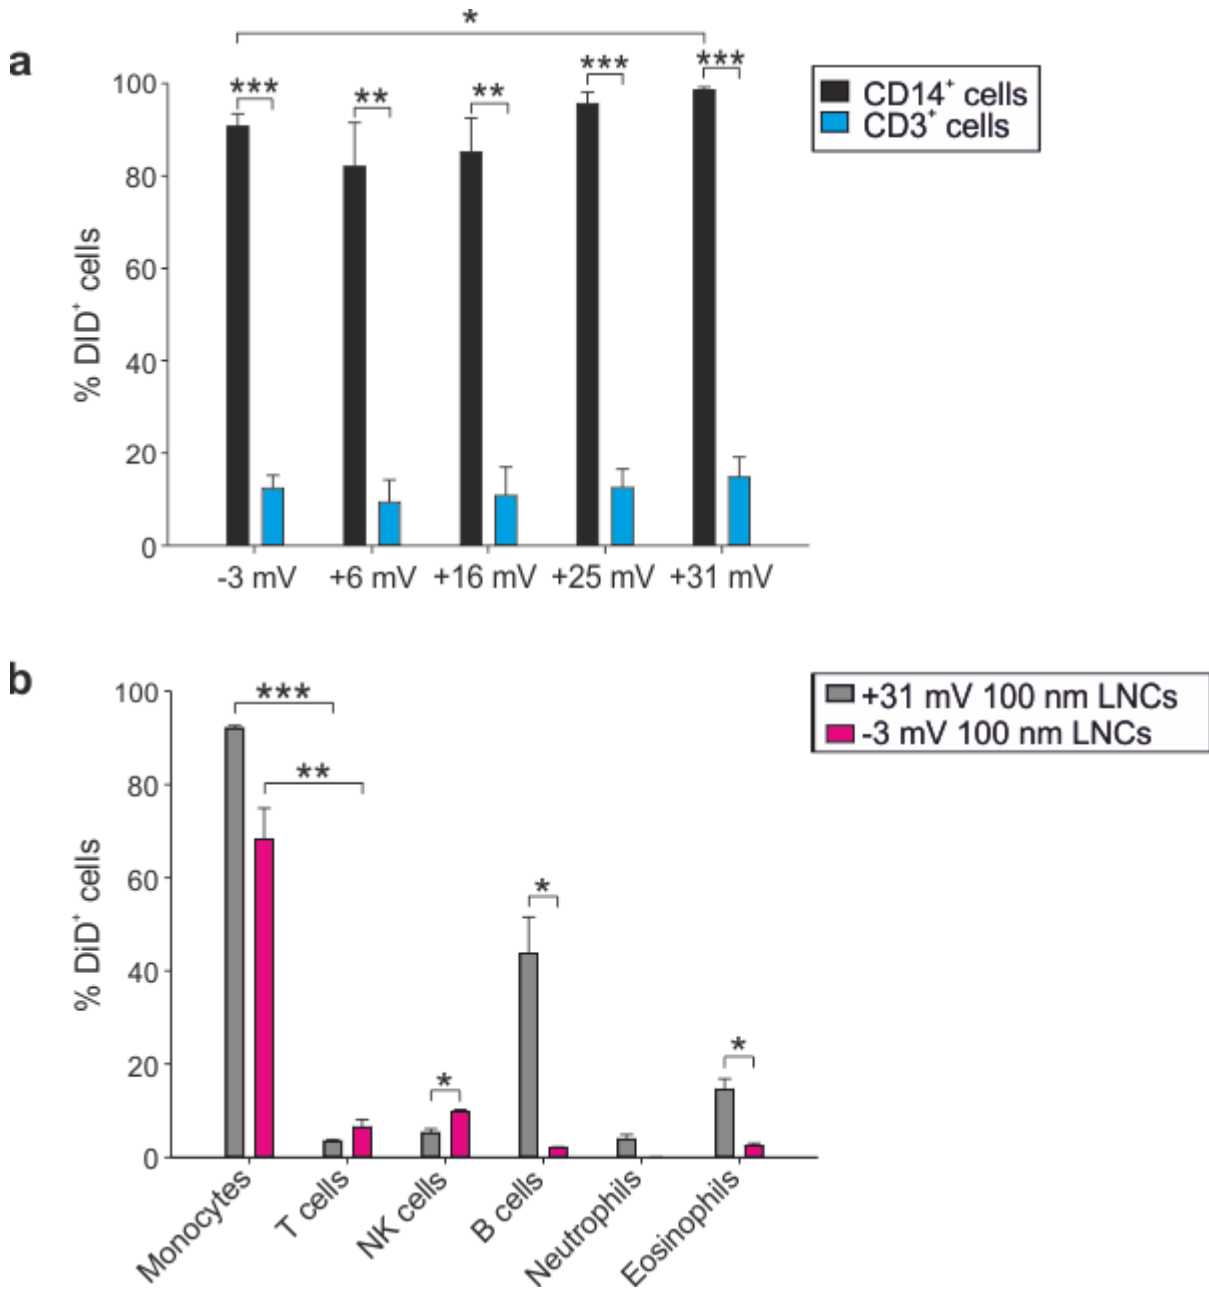 *
a
*** ** ** *** ***
100
80
60
40
20
0
% DID⁺ cells
-3 mV +6 mV +16 mV +25 mV +31 mV
CD14⁺ cells
CD3⁺ cells
b
***
**
*
*
*
100
80
60
40
20
0
% DiD⁺ cells
Monocytes
T cells
NK cells
B cells
Neutrophils
Eosinophils
+31 mV 100 nm LNCs
-3 mV 100 nm LNCs